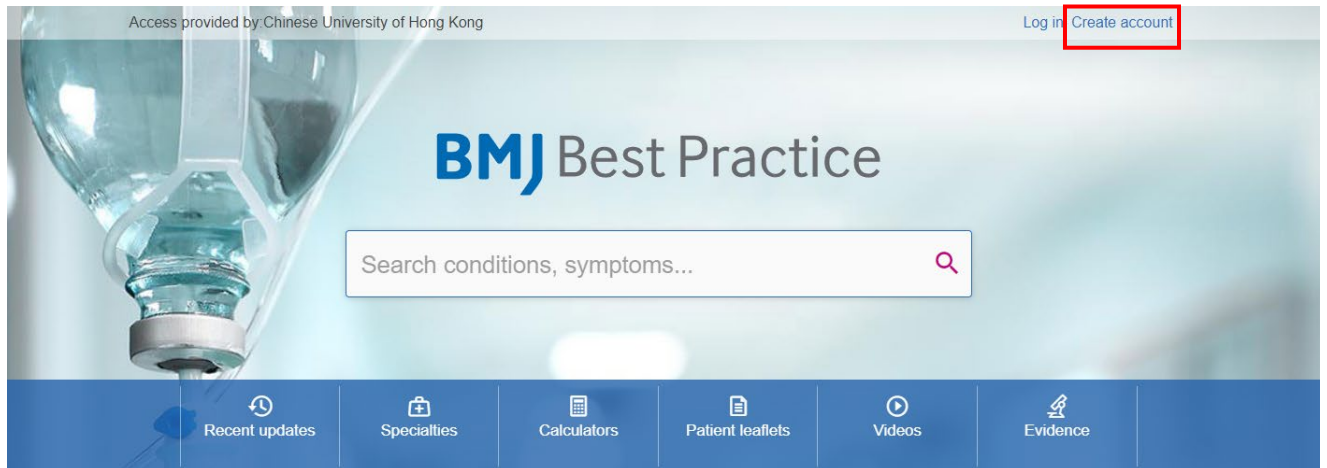 Access provided by:Chinese University of Hong Kong
Log in Create account
BMJ Best Practice
Search conditions, symptoms...
Recent updates Specialties Calculators Patient leaflets Videos Evidence